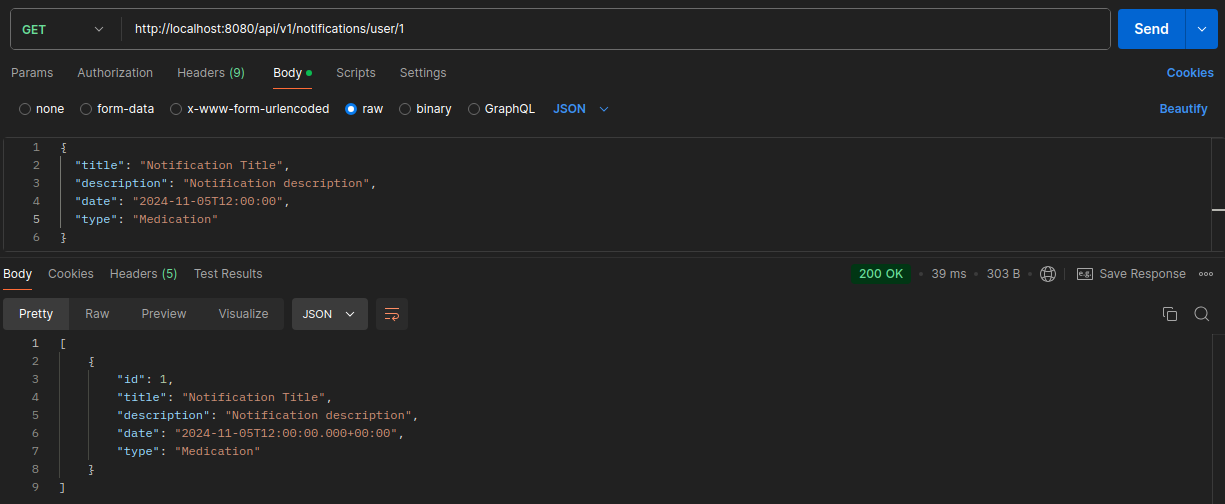 GET http://localhost:8080/api/v1/notifications/user/1 Send
Params Authorization Headers (9) Body Scripts Settings Cookies
none form-data x-www-form-urlencoded raw binary GraphQL JSON Beautify
1 {
2 "title": "Notification Title",
3 "description": "Notification description",
4 "date": "2024-11-05T12:00:00",
5 "type": "Medication"
6 }
Body Cookies Headers (5) Test Results 200 OK 39 ms 303 B e.g. Save Response
Pretty Raw Preview Visualize JSON
1 [
2 {
3 "id": 1,
4 "title": "Notification Title",
5 "description": "Notification description",
6 "date": "2024-11-05T12:00:00.000+00:00",
7 "type": "Medication"
8 }
9 ]